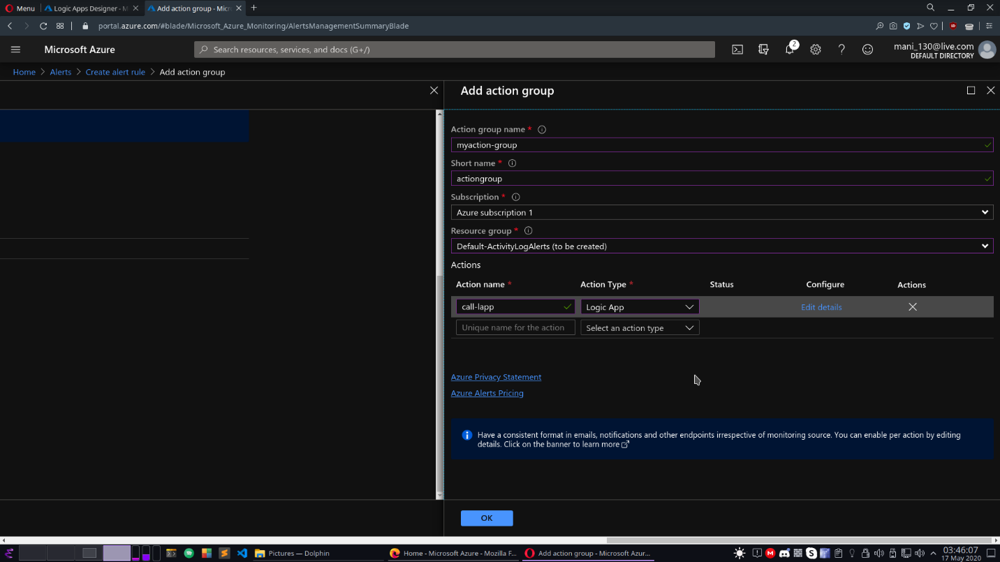 Menu
Logic Apps Designer - M
Add action group - Micr
portal.azure.com/#blade/Microsoft_Azure_Monitoring/AlertsManagementSummaryBlade
Microsoft Azure
Search resources, services, and docs (G+/)
2
mani_130@live.com
DEFAULT DIRECTORY
Home > Alerts > Create alert rule > Add action group
Add action group
Action group name *
myaction-group
Short name *
actiongroup
Subscription *
Azure subscription 1
Resource group *
Default-ActivityLogAlerts (to be created)
Actions
Action name * Action Type * Status Configure Actions
call-lapp Logic App Edit details
Unique name for the action Select an action type
Azure Privacy Statement
Azure Alerts Pricing
Have a consistent format in emails, notifications and other endpoints irrespective of monitoring source. You can enable per action by editing
details. Click on the banner to learn more
OK
Pictures — Dolphin
Home - Microsoft Azure - Mozilla F...
Add action group - Microsoft Azur...
03:46:07
17 May 2020